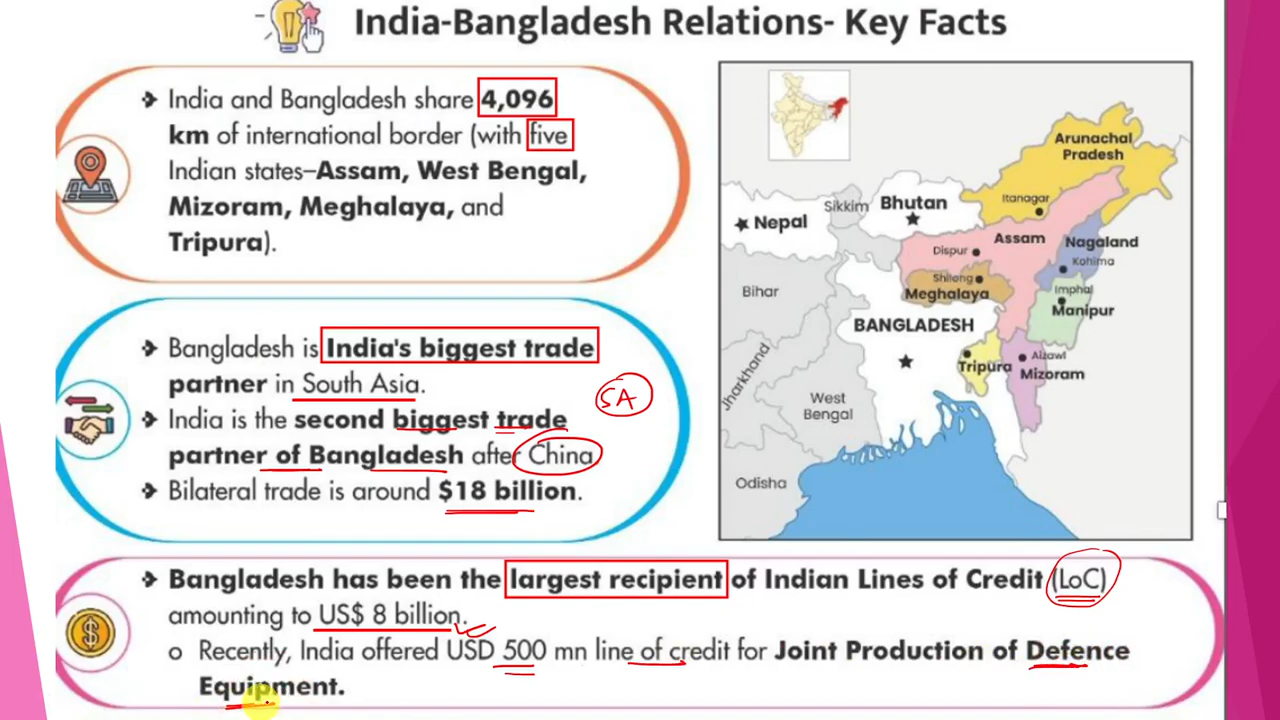 India-Bangladesh Relations- Key Facts
➔ India and Bangladesh share 4,096
km of international border (with five
Indian states–Assam, West Bengal,
Mizoram, Meghalaya, and
Tripura).
➔ Bangladesh is India's biggest trade
partner in South Asia.
SA
➔ India is the second biggest trade
partner of Bangladesh after China.
➔ Bilateral trade is around $18 billion.
➔ Bangladesh has been the largest recipient of Indian Lines of Credit (LoC)
amounting to US$ 8 billion.
o Recently, India offered USD 500 mn line of credit for Joint Production of Defence
Equipment.
Arunachal
Pradesh
Itanagar
Sikkim
Bhutan
Nepal
Assam
Nagaland
Dispur
Kohima
Shillong
Meghalaya
Bihar
Imphal
Manipur
BANGLADESH
Aizawl
Tripura
Mizoram
Jharkhand
West
Bengal
Odisha